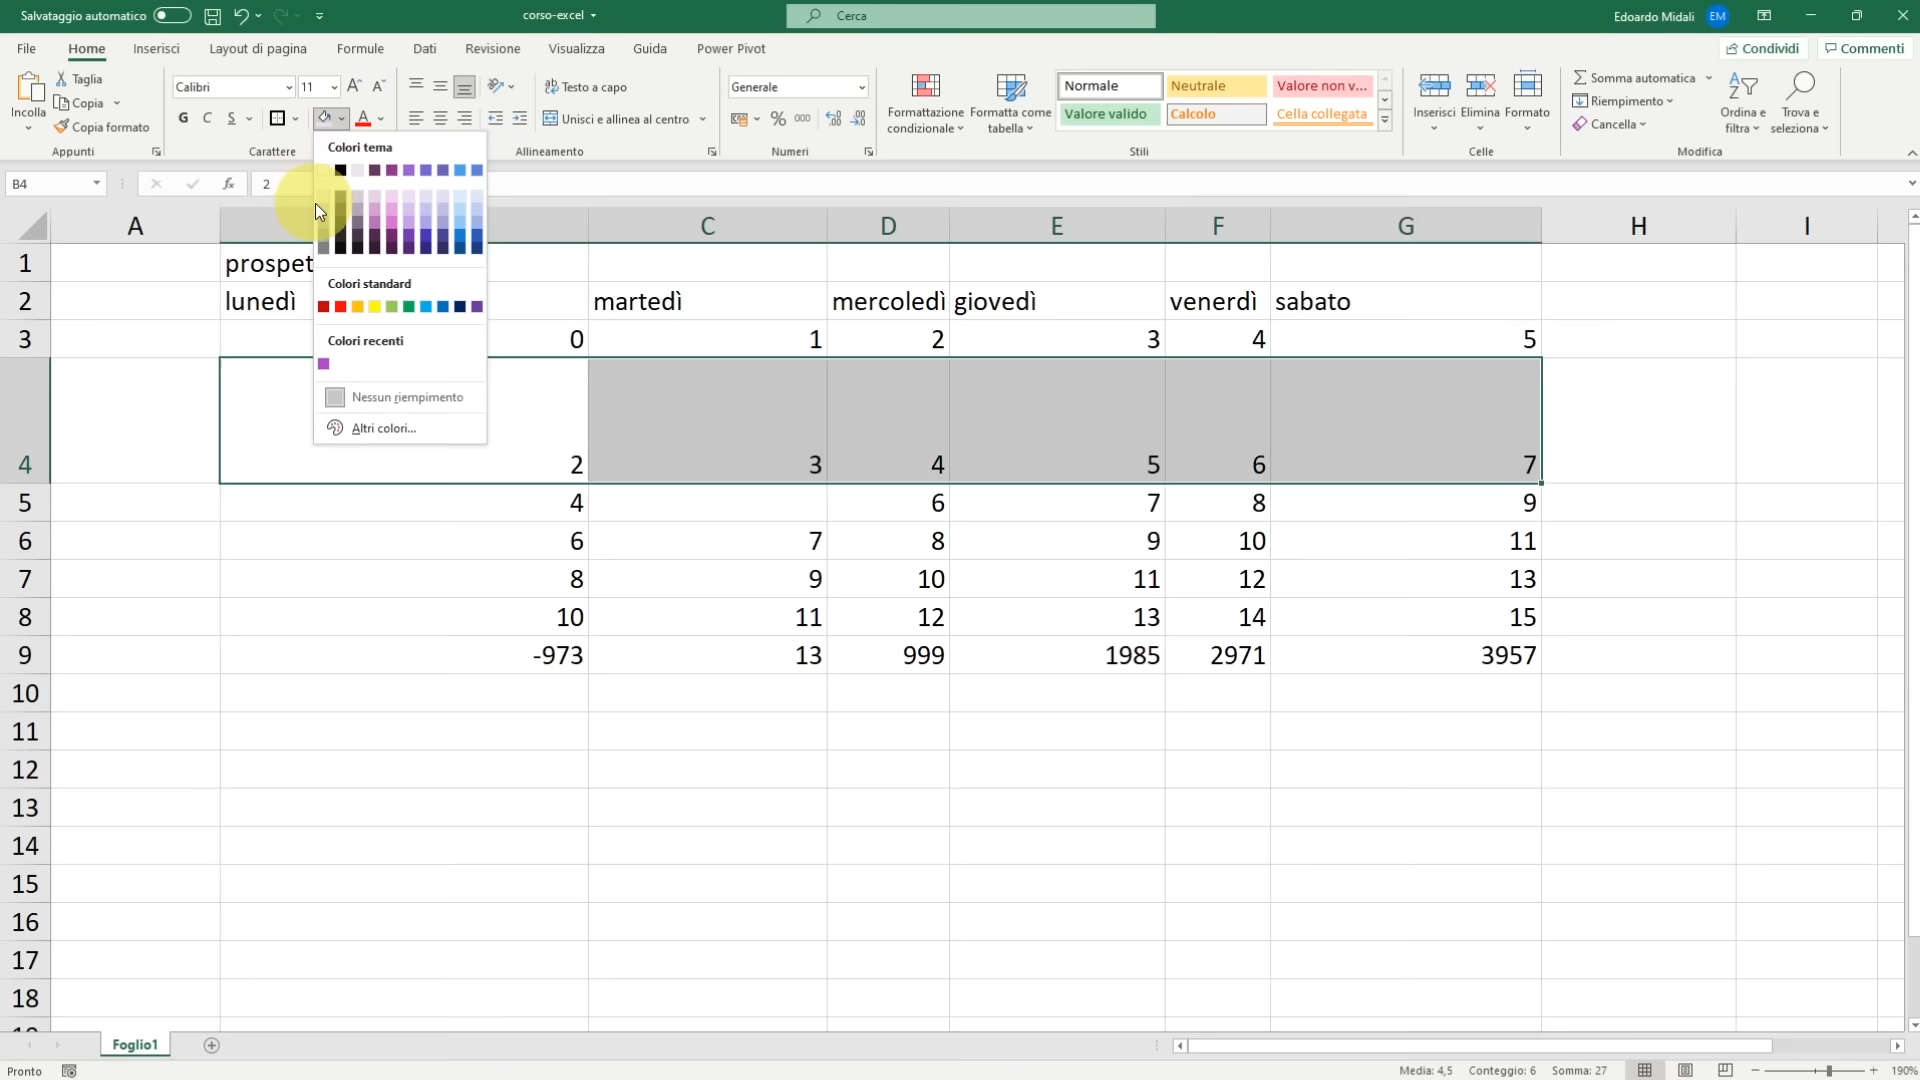 Salvataggio automatico
corso-excel
Cerca
Edoardo Midali EM
File Home Inserisci Layout di pagina Formule Dati Revisione Visualizza Guida Power Pivot
Condividi Commenti
Incolla
Taglia
Copia
Copia formato
Appunti
Calibri 11
G C S
Carattere
Testo a capo
Unisci e allinea al centro
Allineamento
Generale
% 000
Numeri
Formattazione condizionale
Formatta come tabella
Normale Neutrale Valore non v...
Valore valido Calcolo Cella collegata
Stili
Inserisci Elimina Formato
Celle
Somma automatica
Riempimento
Cancella
Ordina e filtra
Trova e seleziona
Modifica
B4 fx 2
Colori tema
Colori standard
Colori recenti
Nessun riempimento
Altri colori...
A C D E F G H I
1 prospet
2 lunedì martedì mercoledì giovedì venerdì sabato
3 0 1 2 3 4 5
4 2 3 4 5 6 7
5 4 6 7 8 9
6 6 7 8 9 10 11
7 8 9 10 11 12 13
8 10 11 12 13 14 15
9 -973 13 999 1985 2971 3957
10
11
12
13
14
15
16
17
18
Foglio1
Pronto
Media: 4,5 Conteggio: 6 Somma: 27
190%